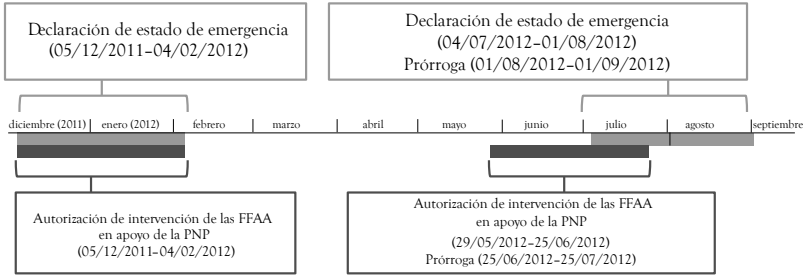 Declaración de estado de emergencia
(05/12/2011-04/02/2012)
Declaración de estado de emergencia
(04/07/2012-01/08/2012)
Prórroga (01/08/2012-01/09/2012)
diciembre (2011) enero (2012) febrero marzo abril mayo junio julio agosto septiembre
Autorización de intervención de las FFAA
en apoyo de la PNP
(05/12/2011-04/02/2012)
Autorización de intervención de las FFAA
en apoyo de la PNP
(29/05/2012-25/06/2012)
Prórroga (25/06/2012-25/07/2012)